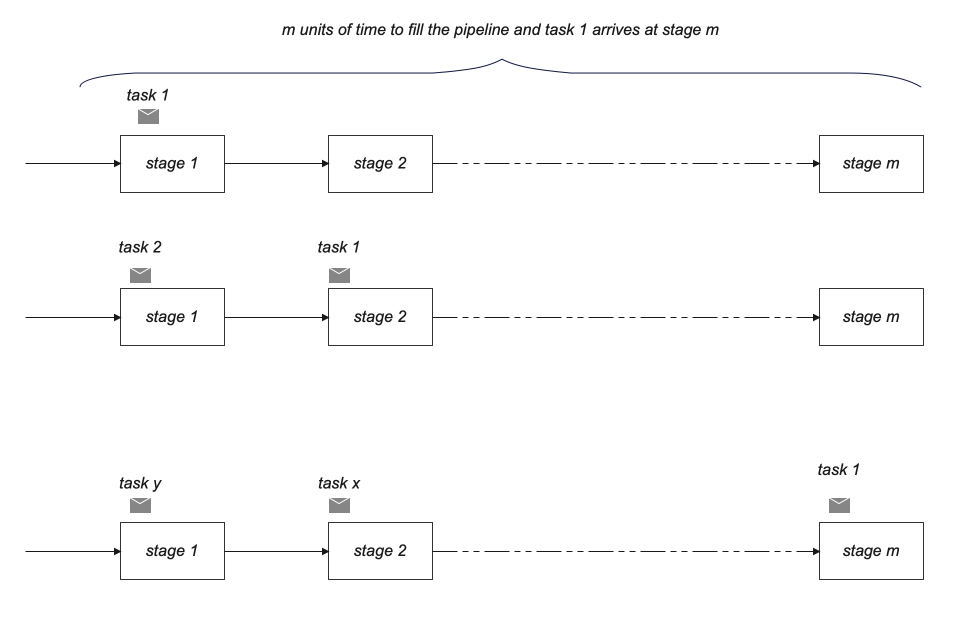 m units of time to fill the pipeline and task 1 arrives at stage m
task 1
stage 1
stage 2
stage m
task 2
task 1
stage 1
stage 2
stage m
task y
task x
task 1
stage 1
stage 2
stage m